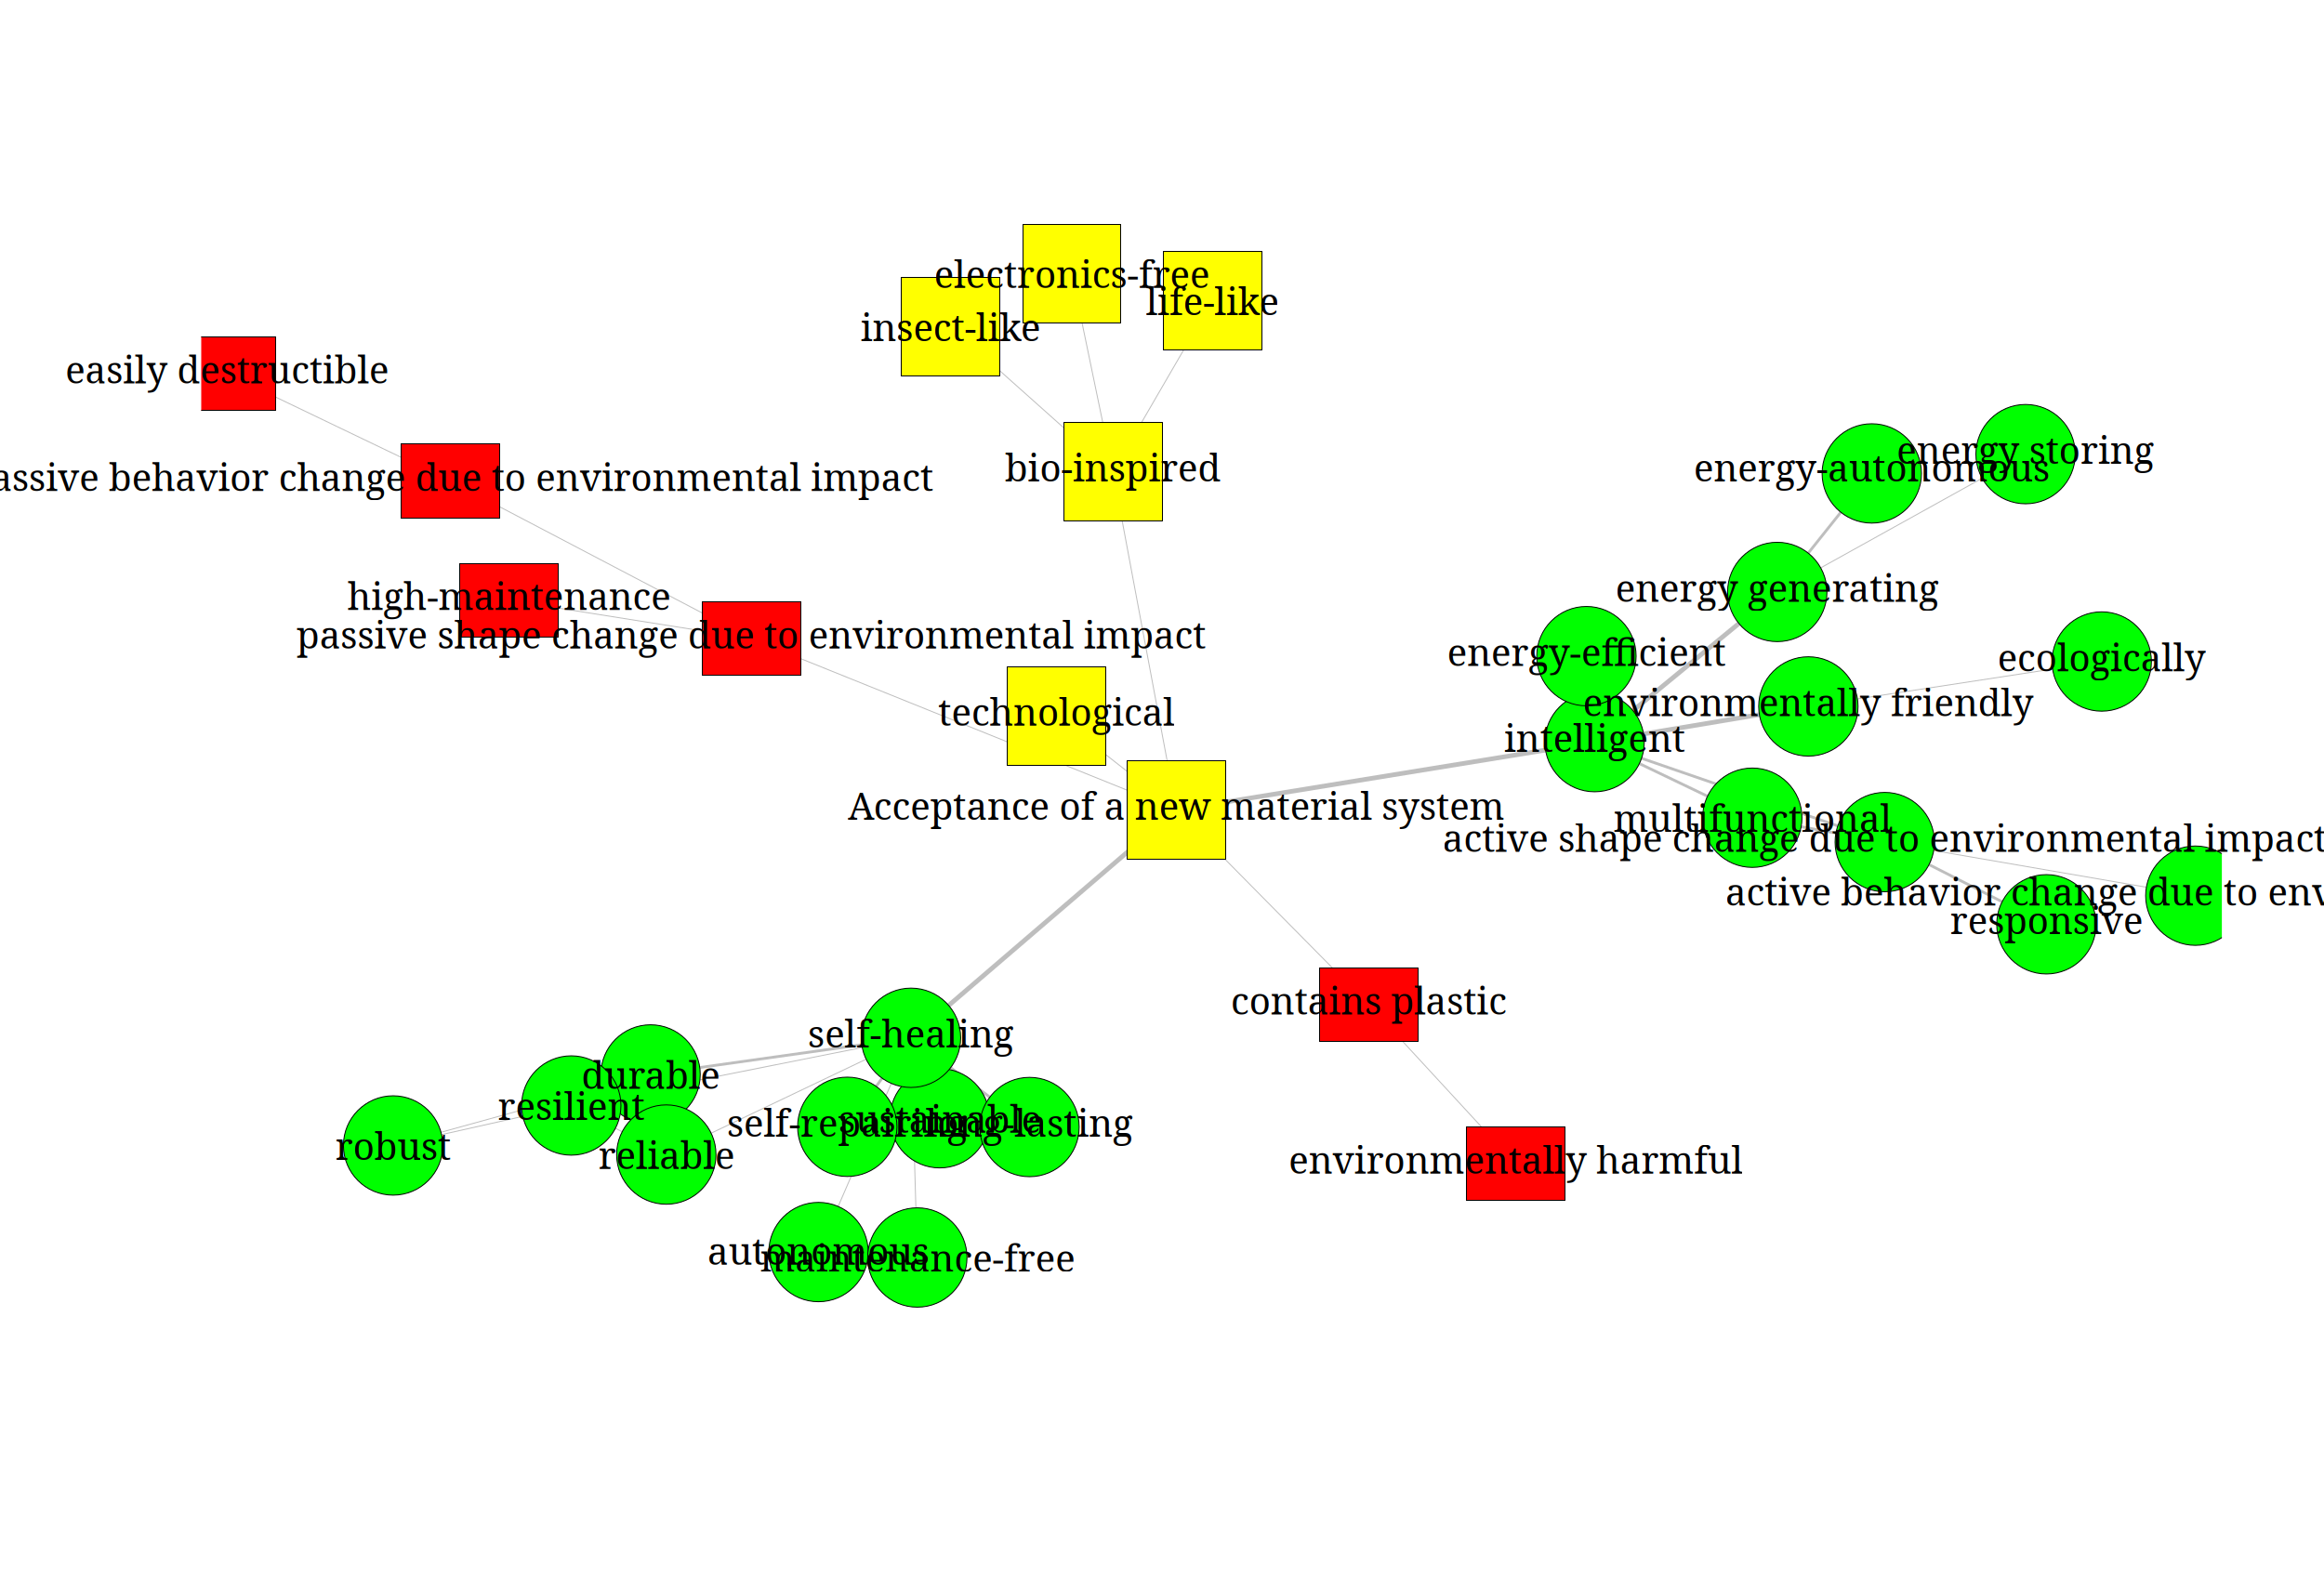 electronics-free
life-like
insect-like
easily destructible
assive behavior change due to environmental impact
bio-inspired
energy storing
energy-autonomous
high-maintenance
energy generating
passive shape change due to environmental impact
energy-efficient
ecologically
technological
environmentally friendly
intelligent
Acceptance of a new material system
multifunctional
active shape change due to environmental impact
active behavior change due to env
responsive
contains plastic
self-healing
durable
resilient
robust
reliable
self-repairing
sustainable
long-lasting
environmentally harmful
autonomous
maintenance-free